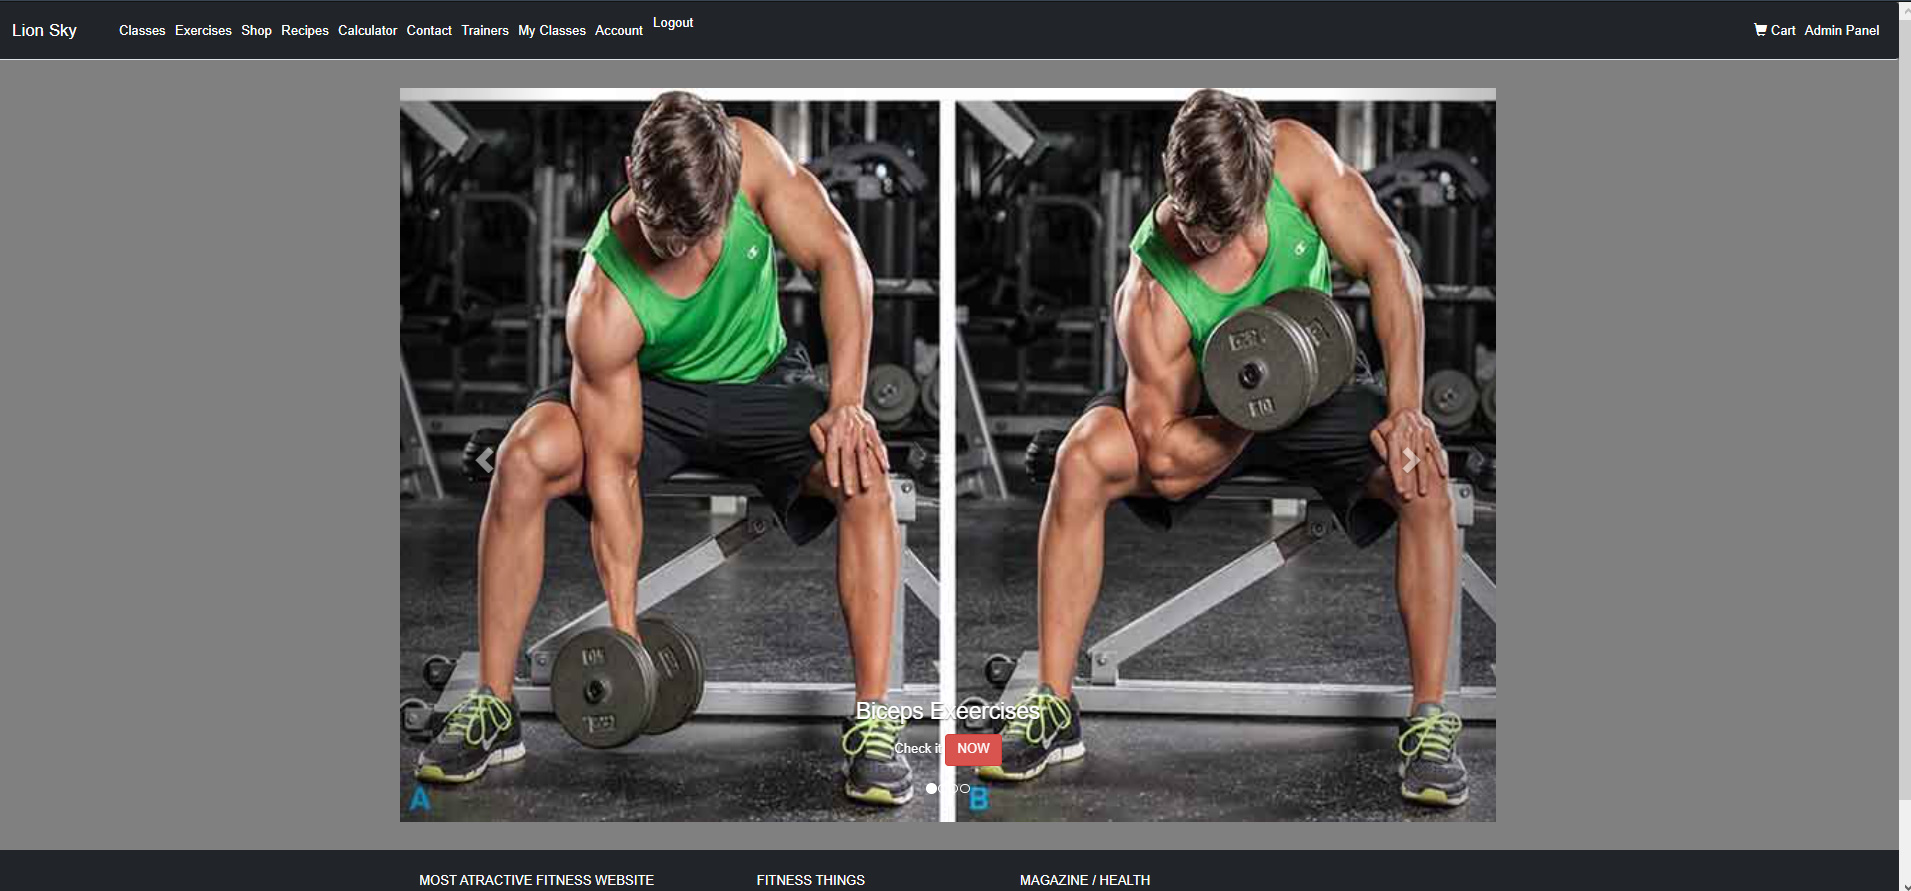 Lion Sky Classes Exercises Shop Recipes Calculator Contact Trainers My Classes Account Logout Cart Admin Panel
10
Biceps Exeercises
Check it NOW
A B
MOST ATRACTIVE FITNESS WEBSITE FITNESS THINGS MAGAZINE / HEALTH